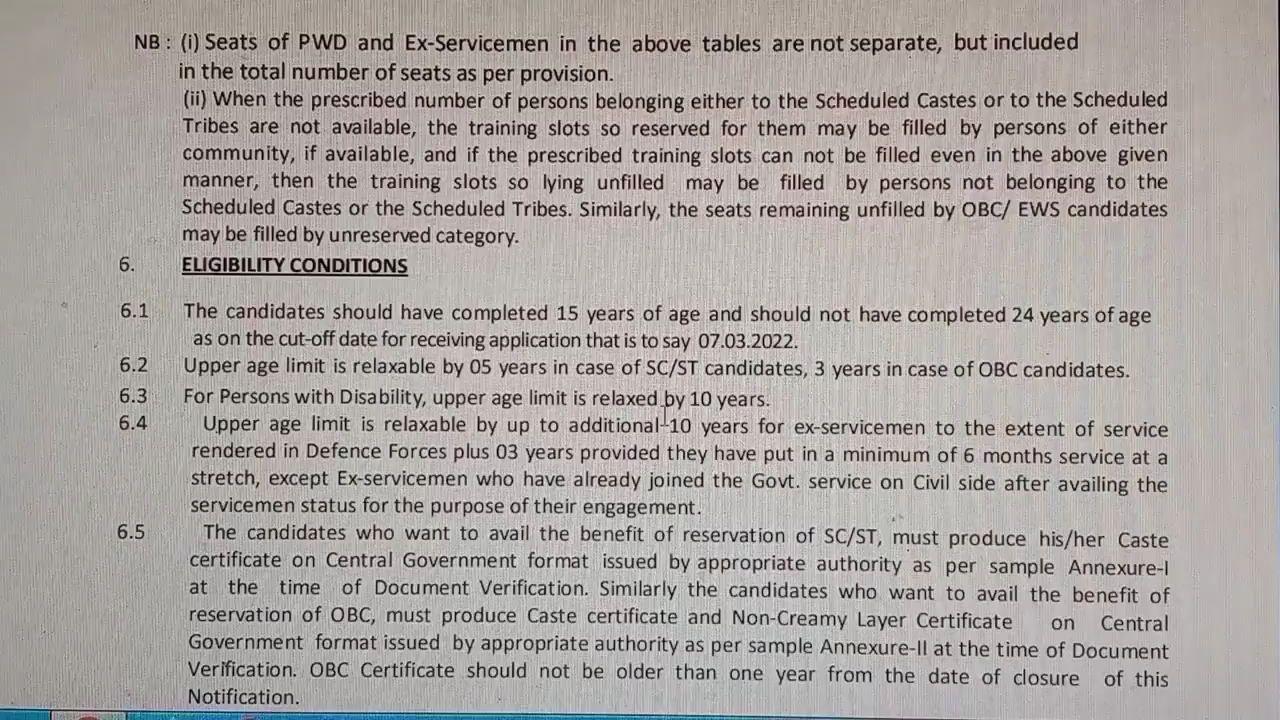 NB : (i) Seats of PWD and Ex-Servicemen in the above tables are not separate, but included
in the total number of seats as per provision.
(ii) When the prescribed number of persons belonging either to the Scheduled Castes or to the Scheduled
Tribes are not available, the training slots so reserved for them may be filled by persons of either
community, if available, and if the prescribed training slots can not be filled even in the above given
manner, then the training slots so lying unfilled may be filled by persons not belonging to the
Scheduled Castes or the Scheduled Tribes. Similarly, the seats remaining unfilled by OBC/ EWS candidates
may be filled by unreserved category.
6. ELIGIBILITY CONDITIONS
6.1 The candidates should have completed 15 years of age and should not have completed 24 years of age
as on the cut-off date for receiving application that is to say 07.03.2022.
6.2 Upper age limit is relaxable by 05 years in case of SC/ST candidates, 3 years in case of OBC candidates.
6.3 For Persons with Disability, upper age limit is relaxed by 10 years.
6.4 Upper age limit is relaxable by up to additional 10 years for ex-servicemen to the extent of service
rendered in Defence Forces plus 03 years provided they have put in a minimum of 6 months service at a
stretch, except Ex-servicemen who have already joined the Govt. service on Civil side after availing the
servicemen status for the purpose of their engagement.
6.5 The candidates who want to avail the benefit of reservation of SC/ST, must produce his/her Caste
certificate on Central Government format issued by appropriate authority as per sample Annexure-I
at the time of Document Verification. Similarly the candidates who want to avail the benefit of
reservation of OBC, must produce Caste certificate and Non-Creamy Layer Certificate on Central
Government format issued by appropriate authority as per sample Annexure-II at the time of Document
Verification. OBC Certificate should not be older than one year from the date of closure of this
Notification.